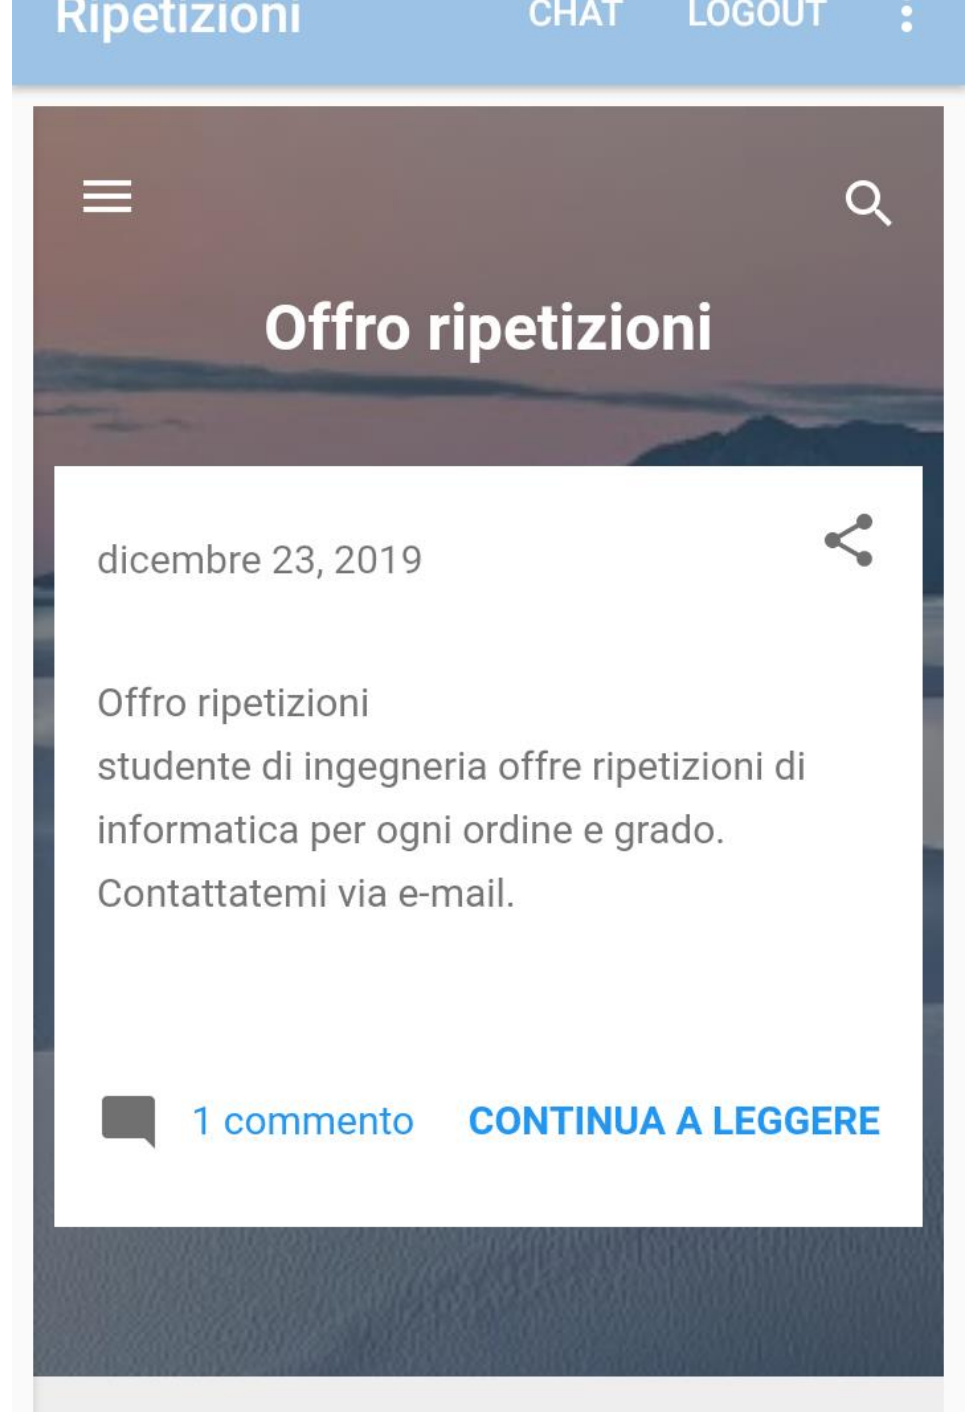 Ripetizioni CHAT LOGOUT
Offro ripetizioni
dicembre 23, 2019
Offro ripetizioni
studente di ingegneria offre ripetizioni di
informatica per ogni ordine e grado.
Contattatemi via e-mail.
1 commento CONTINUA A LEGGERE